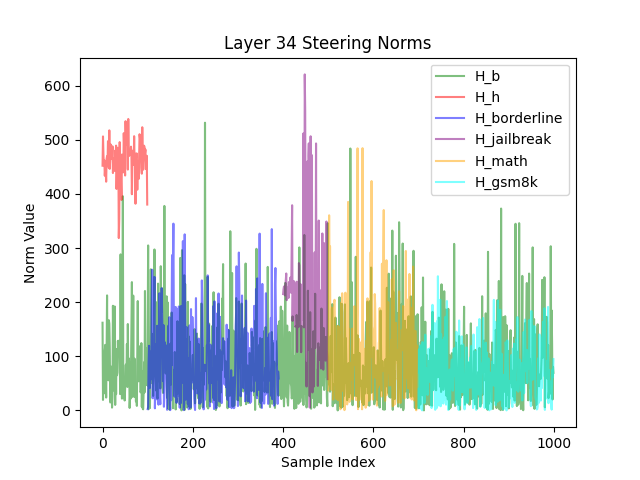 Layer 34 Steering Norms
H_b
H_h
H_borderline
H_jailbreak
H_math
H_gsm8k
Norm Value
600
500
400
300
200
100
0
0 200 400 600 800 1000
Sample Index